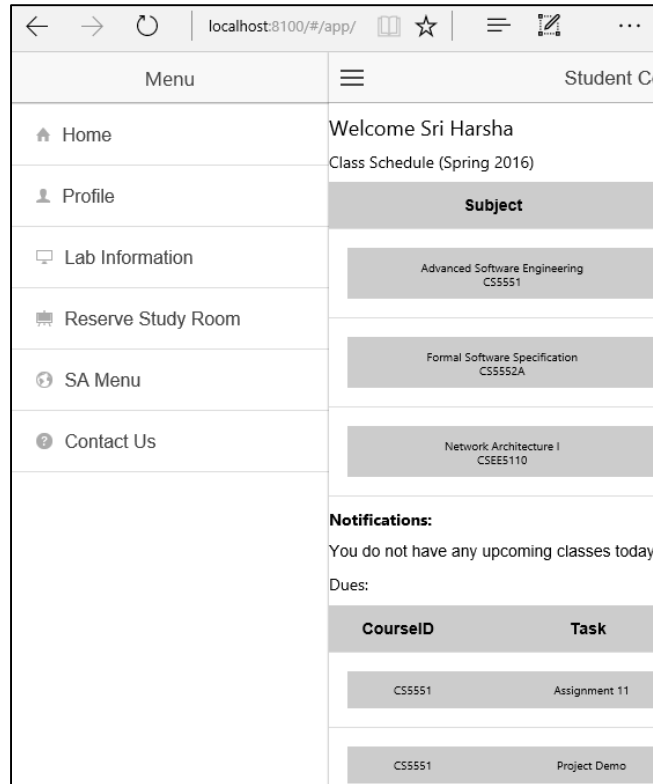 localhost:8100/#/app/
Menu
Home
Profile
Lab Information
Reserve Study Room
SA Menu
Contact Us
Student C
Welcome Sri Harsha
Class Schedule (Spring 2016)
Subject
Advanced Software Engineering
CS5551
Formal Software Specification
CS5552A
Network Architecture I
CSEE5110
Notifications:
You do not have any upcoming classes today
Dues:
CourseID Task
CS5551 Assignment 11
CS5551 Project Demo